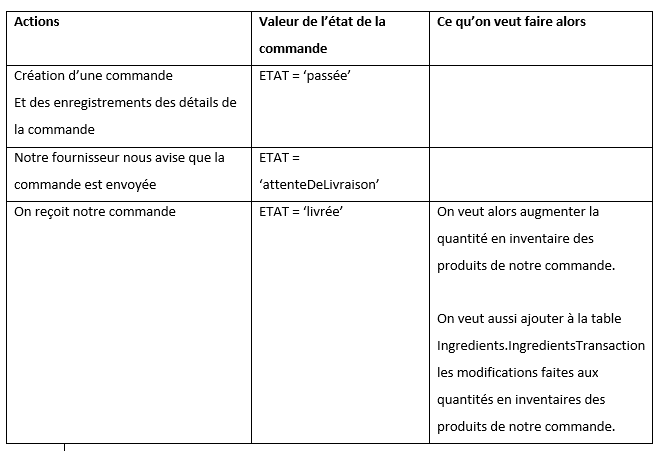 Actions
Valeur de l'état de la
commande
Ce qu'on veut faire alors
Création d'une commande
Et des enregistrements des détails de
la commande
ETAT = 'passée'
Notre fournisseur nous avise que la
commande est envoyée
ETAT =
'attenteDeLivraison'
On reçoit notre commande
ETAT = 'livrée'
On veut alors augmenter la
quantité en inventaire des
produits de notre commande.
On veut aussi ajouter à la table
Ingredients.IngredientsTransaction
les modifications faites aux
quantités en inventaires des
produits de notre commande.